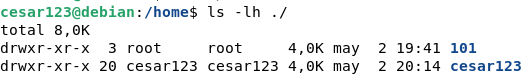 cesar123@debian:/home$ ls -lh ./
total 8,0K
drwxr-xr-x  3 root     root     4,0K may  2 19:41 101
drwxr-xr-x 20 cesar123 cesar123 4,0K may  2 20:14 cesar123